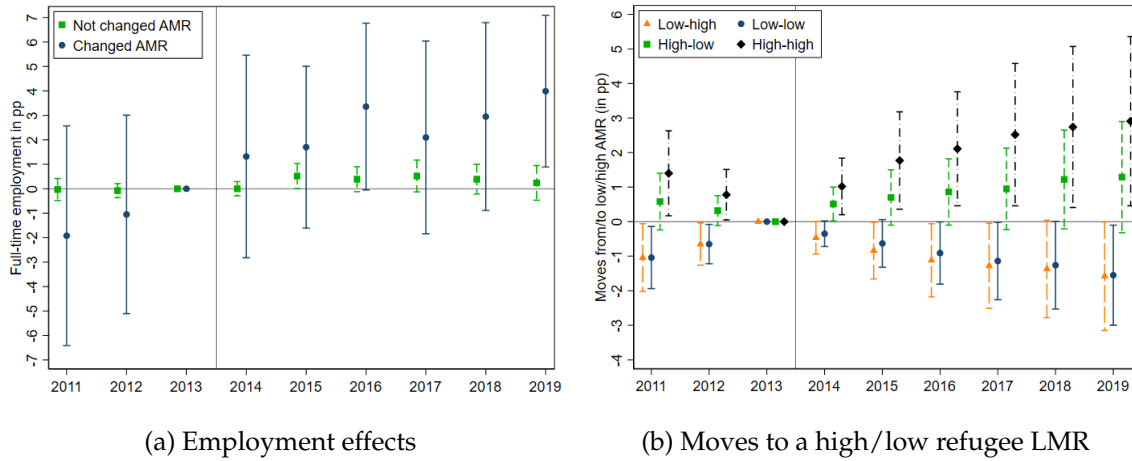 Full-time employment in pp
7
6
5
4
3
2
1
0
-1
-2
-3
-4
-5
-6
-7
Not changed AMR
Changed AMR
2011 2012 2013 2014 2015 2016 2017 2018 2019
(a) Employment effects
Moves from/to low/high AMR (in pp)
6
5
4
3
2
1
0
-1
-2
-3
-4
Low-high Low-low
High-low High-high
2011 2012 2013 2014 2015 2016 2017 2018 2019
(b) Moves to a high/low refugee LMR